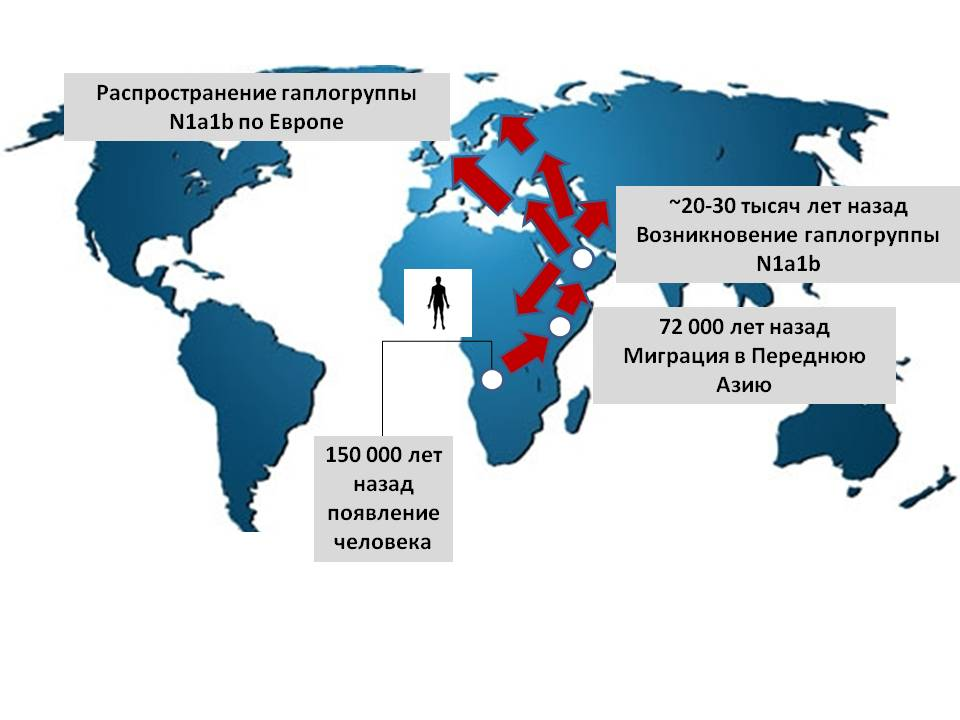 Распространение гаплогруппы
N1a1b по Европе
~20-30 тысяч лет назад
Возникновение гаплогруппы
N1a1b
72 000 лет назад
Миграция в Переднюю
Азию
150 000 лет
назад
появление
человека